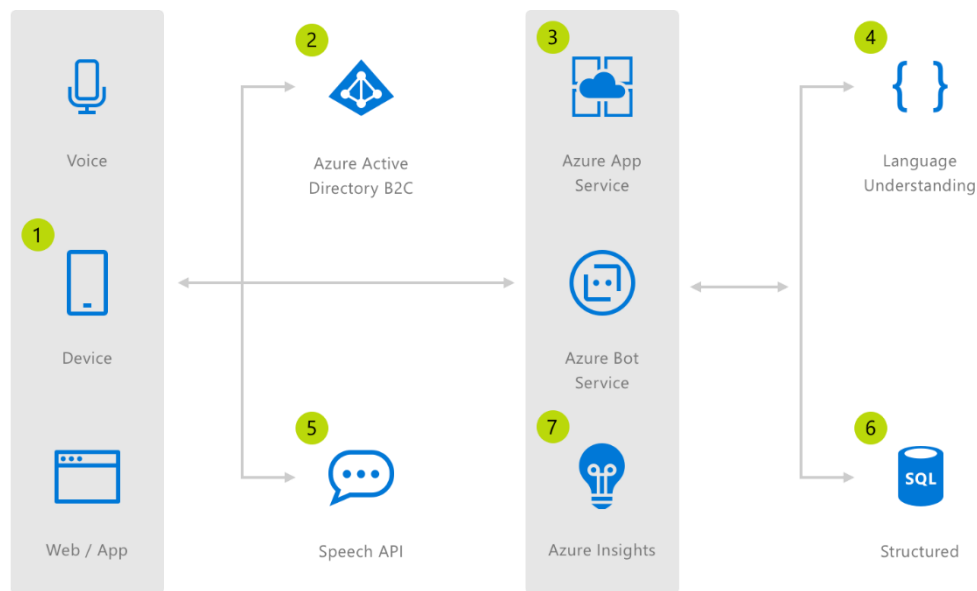 2
3
4
Voice
Azure Active
Directory B2C
Azure App
Service
Language
Understanding
1
Device
Azure Bot
Service
5
7
6
SQL
Web / App
Speech API
Azure Insights
Structured